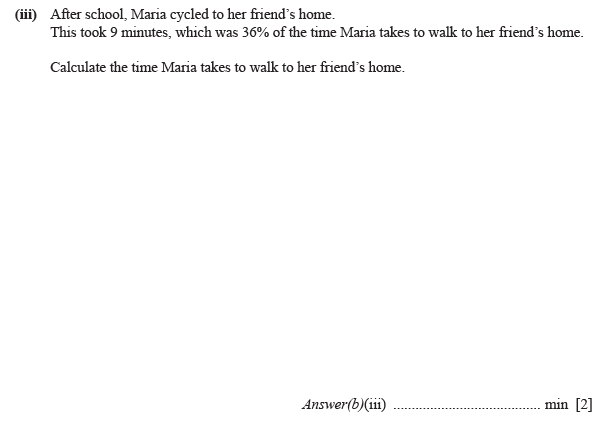 (iii) After school, Maria cycled to her friend’s home.
This took 9 minutes, which was 36% of the time Maria takes to walk to her friend’s home.
Calculate the time Maria takes to walk to her friend’s home.
Answer(b)(iii) ........................................ min [2]